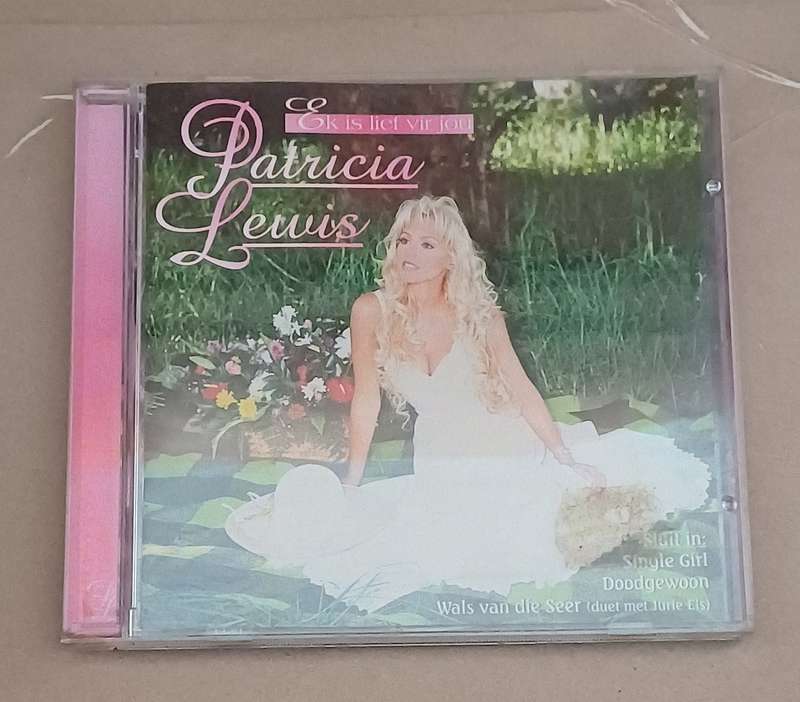 Ek is lief vir jou
Patricia
Lewis
Sluit in:
Single Girl
Doodgewoon
Wals van die Seer (duet met Jurie Els)